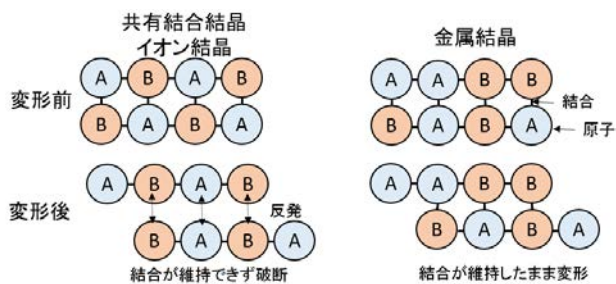 共有結合結晶
イオン結晶
金属結晶
変形前
A B A B
B A B A
A A B B
B A B A
結合
原子
変形後
A B A B
B A B A
反発
A A B B
B A B A
結合が維持できず破断
結合が維持したまま変形